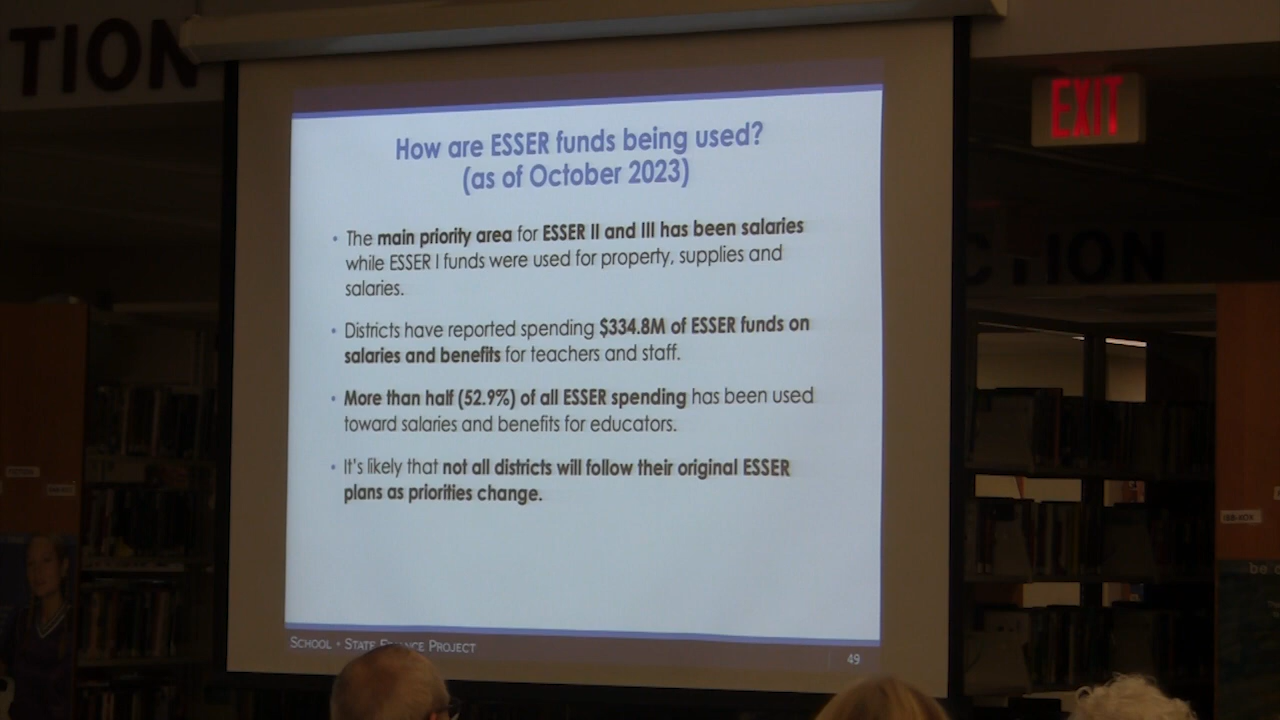 TION
EXIT
How are ESSER funds being used?
(as of October 2023)
• The main priority area for ESSER II and III has been salaries
while ESSER I funds were used for property, supplies and
salaries.
• Districts have reported spending $334.8M of ESSER funds on
salaries and benefits for teachers and staff.
• More than half (52.9%) of all ESSER spending has been used
toward salaries and benefits for educators.
• It's likely that not all districts will follow their original ESSER
plans as priorities change.
SCHOOL + STATE FINANCE PROJECT
49
CTION